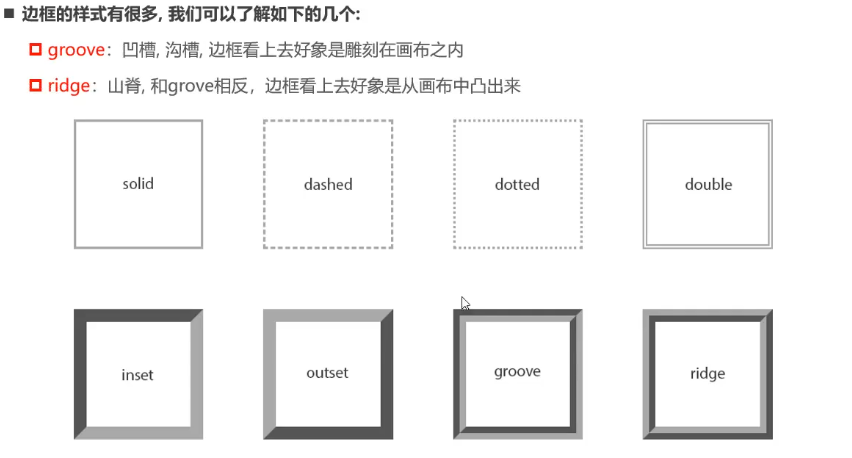 边框的样式有很多, 我们可以了解如下的几个:
groove：凹槽, 沟槽, 边框看上去好象是雕刻在画布之内
ridge：山脊, 和grove相反，边框看上去好象是从画布中凸出来
solid
dashed
dotted
double
inset
outset
groove
ridge